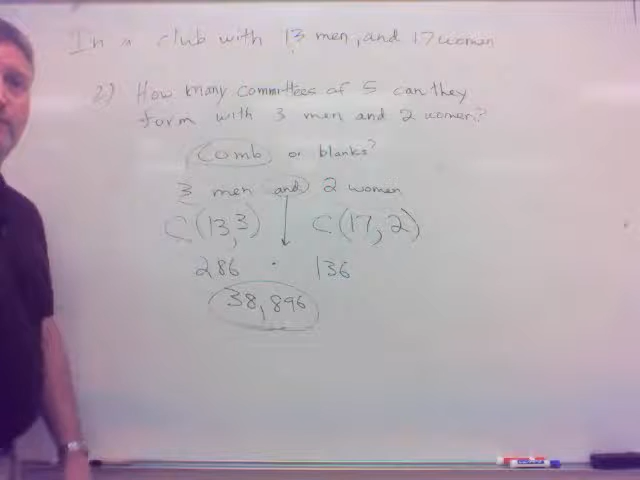 In a club with 13 men, and 17 women
2) How many committees of 5 can they
form with 3 men and 2 women?
Comb or blanks?
3 men and 2 women
C(13,3) C(17,2)
286 · 136
38,896